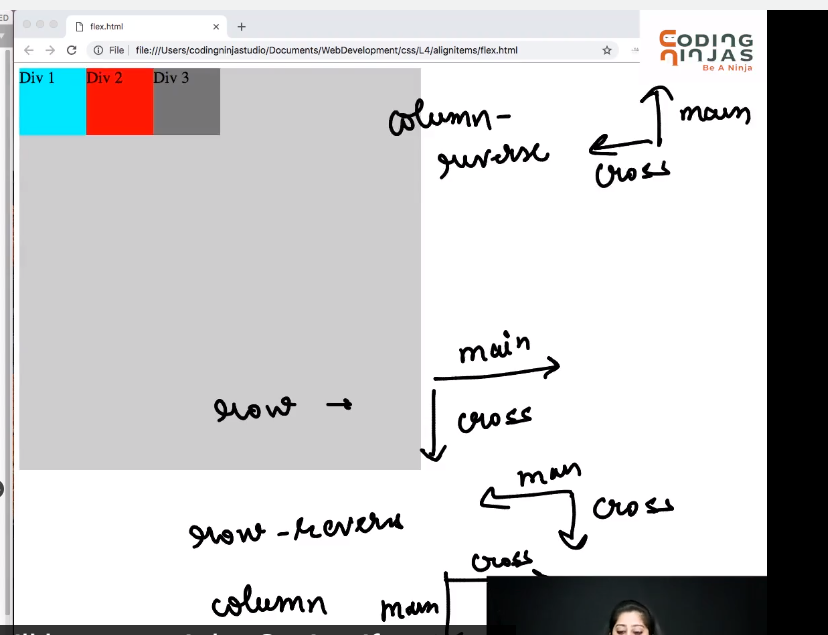 flex.html
File file:///Users/codingninjastudio/Documents/WebDevelopment/css/L4/alignitems/flex.html
CODING
NINJAS
Be A Ninja
Div 1 Div 2 Div 3
column-
reverse
main
cross
main
row →
cross
main
row-reverse
cross
cross
column
main